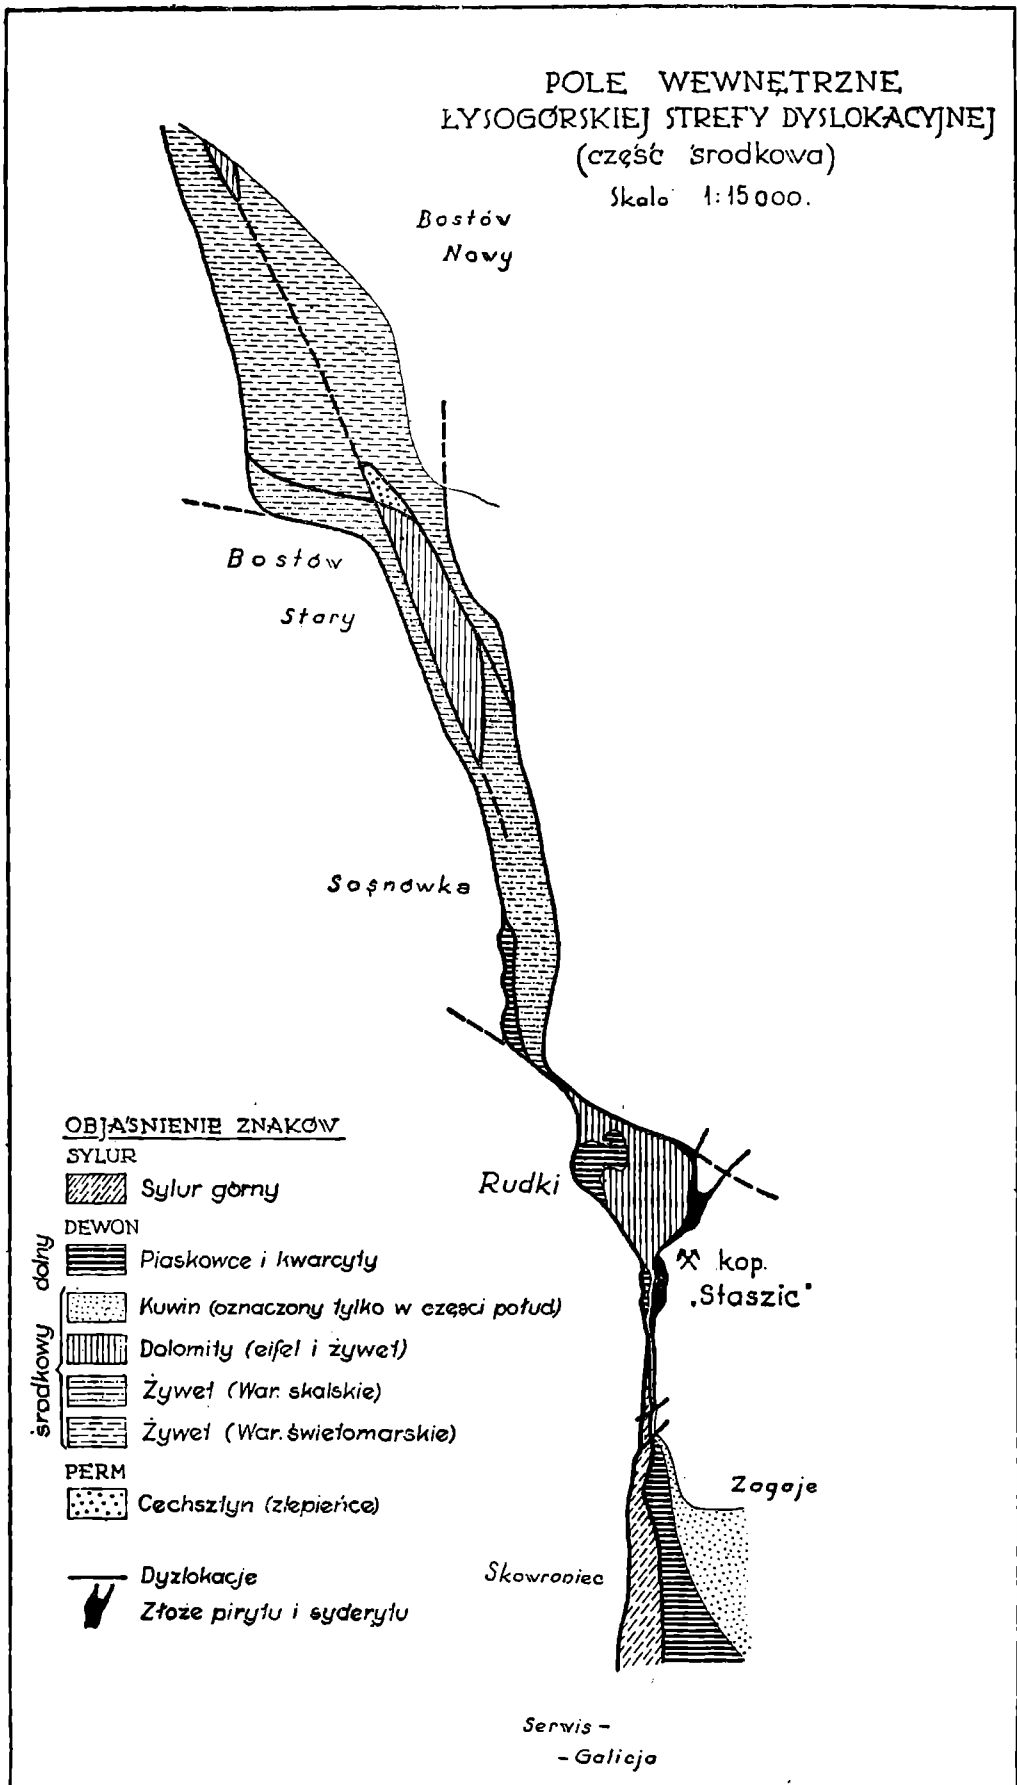 POLE WEWNĘTRZNE
ŁYSOGÓRSKIEJ STREFY DYSLOKACYJNEJ
(część środkowa)
Skala 1:15000.
Bostów
Nowy
Bostów
Stary
Sośnówka
Rudki
kop.
„Staszic"
Zagaje
Skowroniec
Serwis -
- Galicja
OBJAŚNIENIE ZNAKÓW
SYLUR
Sylur górny
DEWON
dolny
Piaskowce i kwarcyty
środkowy
Kuwin (oznaczony tylko w części połud)
Dolomity (eifel i żywet)
Żywet (War. skalskie)
Żywet (War. świetomarskie)
PERM
Cechsztyn (zlepieńce)
Dyzlokacje
Złoże pirytu i syderytu